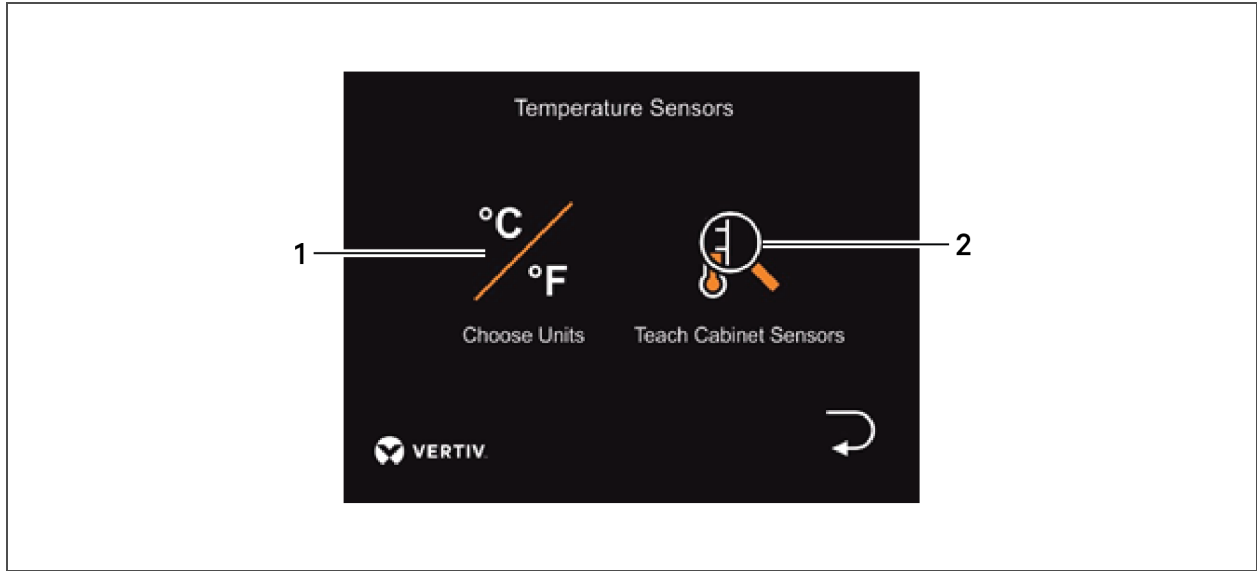 Temperature Sensors
°C
°F
1
2
Choose Units
Teach Cabinet Sensors
VERTIV.